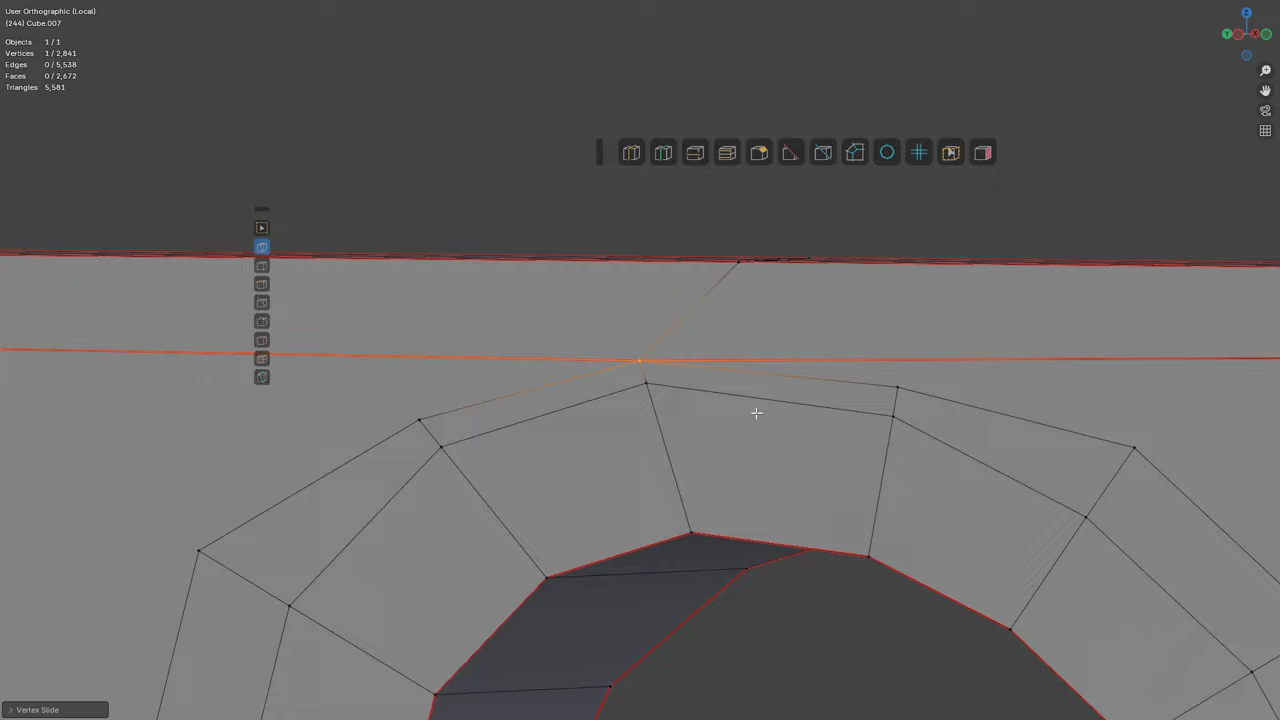 User Orthographic (Local)
(244) Cube.007
Objects 1 / 1
Vertices 1 / 2,841
Edges 0 / 5,538
Faces 0 / 2,672
Triangles 5,581
Z
Y
X
Vertex Slide